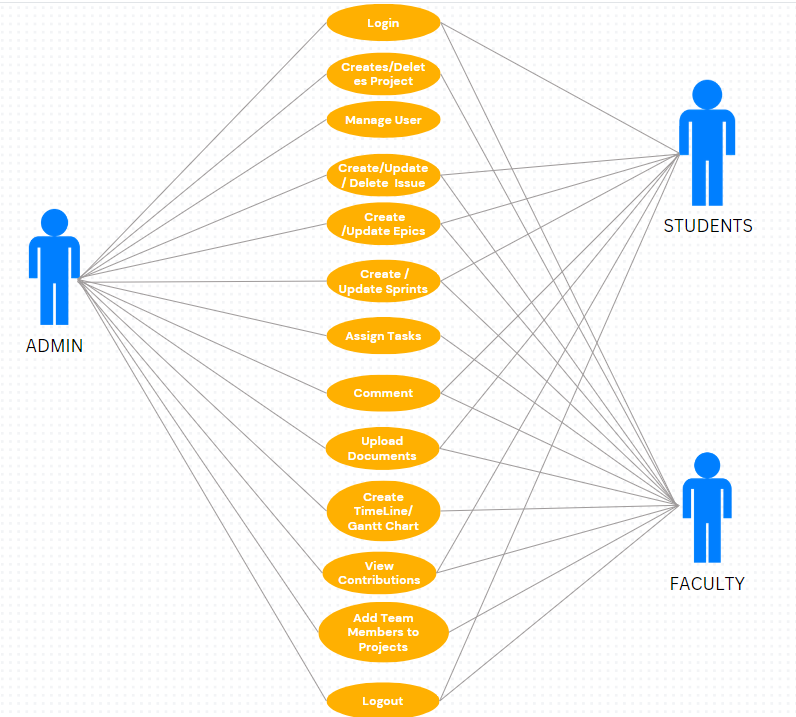 Login
Creates/Delet
es Project
Manage User
Create/Update
/ Delete Issue
Create
/Update Epics
Create /
Update Sprints
Assign Tasks
Comment
Upload
Documents
Create
TimeLine/
Gantt Chart
View
Contributions
Add Team
Members to
Projects
Logout
ADMIN
STUDENTS
FACULTY